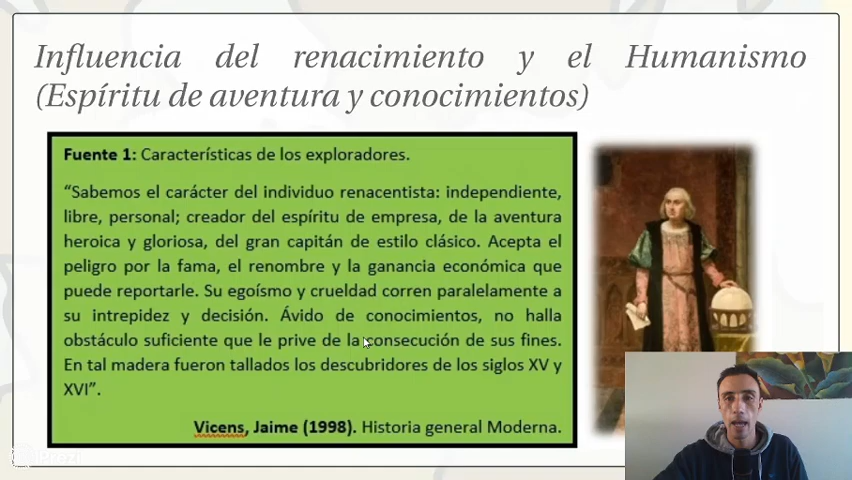 Influencia del renacimiento y el Humanismo
(Espíritu de aventura y conocimientos)
Fuente 1: Características de los exploradores.
“Sabemos el carácter del individuo renacentista: independiente,
libre, personal; creador del espíritu de empresa, de la aventura
heroica y gloriosa, del gran capitán de estilo clásico. Acepta el
peligro por la fama, el renombre y la ganancia económica que
puede reportarle. Su egoísmo y crueldad corren paralelamente a
su intrepidez y decisión. Ávido de conocimientos, no halla
obstáculo suficiente que le prive de la consecución de sus fines.
En tal madera fueron tallados los descubridores de los siglos XV y
XVI”.
Vicens, Jaime (1998). Historia general Moderna.
Prezi